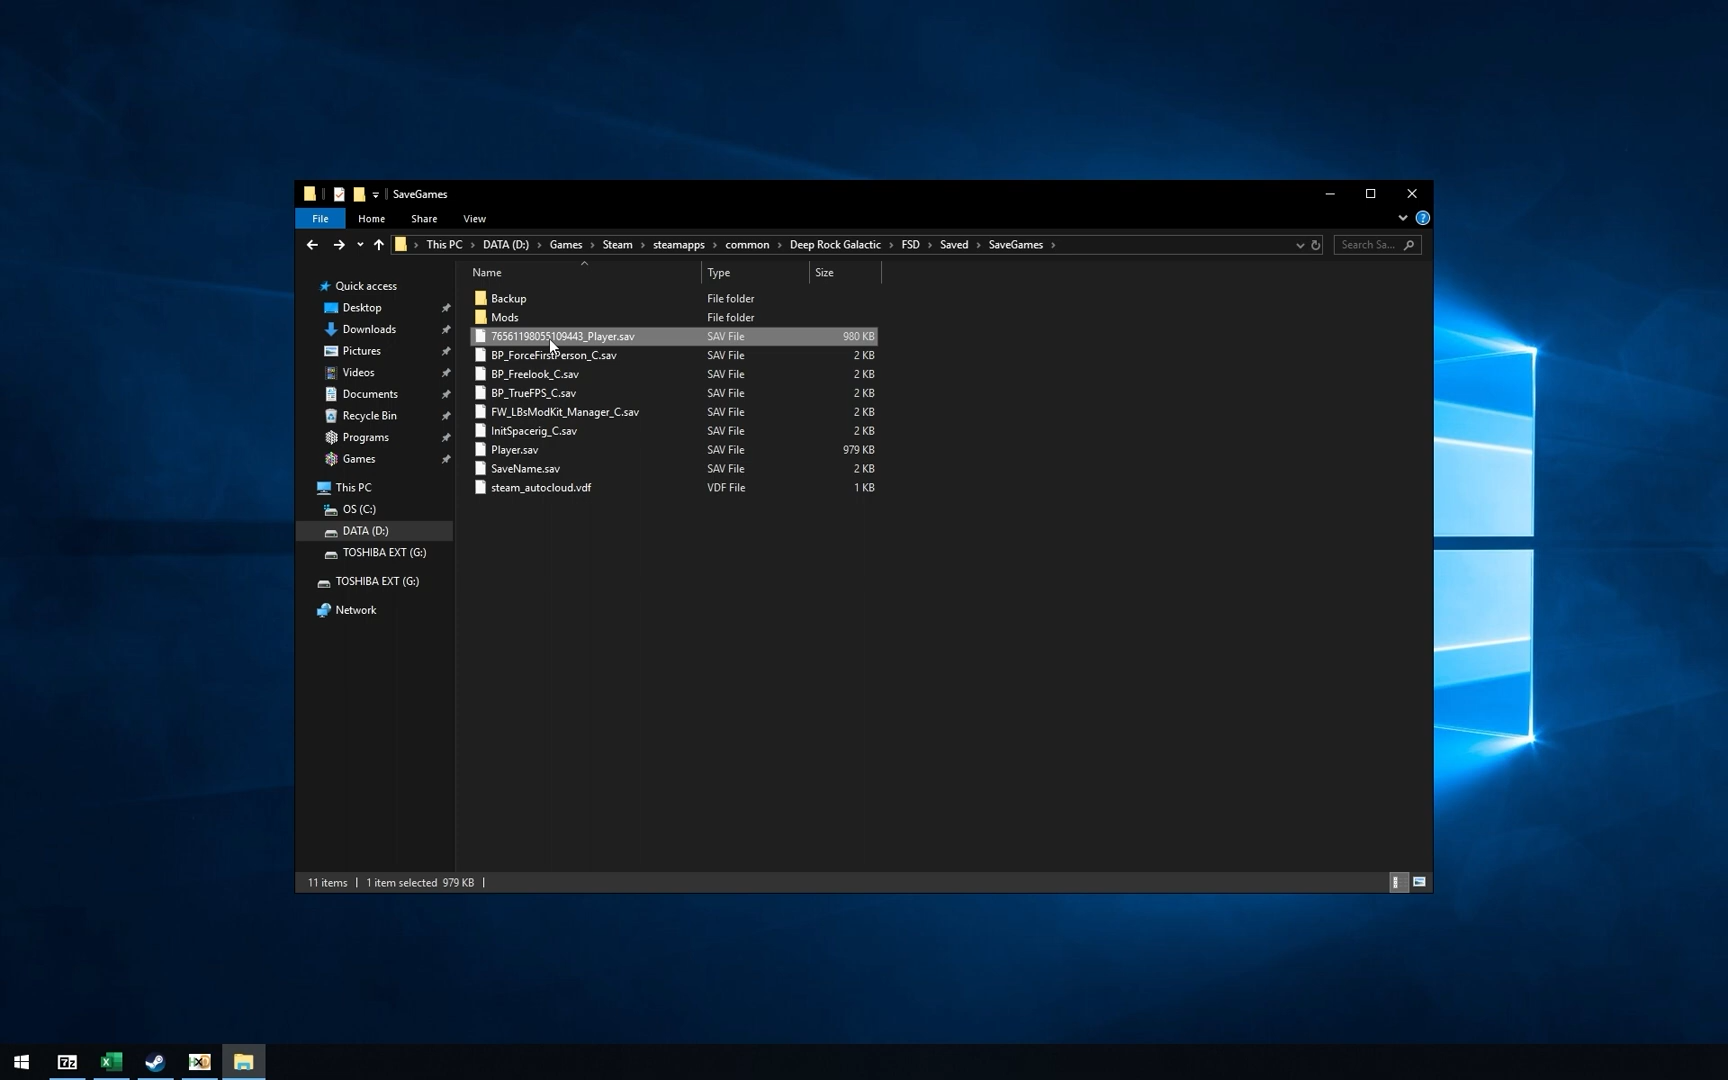 SaveGames
File Home Share View
This PC DATA (D:) Games Steam steamapps common Deep Rock Galactic FSD Saved SaveGames Search Sa...
Name Type Size
Quick access
Desktop
Downloads
Pictures
Videos
Documents
Recycle Bin
Programs
Games
This PC
OS (C:)
DATA (D:)
TOSHIBA EXT (G:)
TOSHIBA EXT (G:)
Network
Backup File folder
Mods File folder
76561198055109443_Player.sav SAV File 980 KB
BP_ForceFirstPerson_C.sav SAV File 2 KB
BP_Freelook_C.sav SAV File 2 KB
BP_TrueFPS_C.sav SAV File 2 KB
FW_LBsModKit_Manager_C.sav SAV File 2 KB
InitSpacerig_C.sav SAV File 2 KB
Player.sav SAV File 979 KB
SaveName.sav SAV File 2 KB
steam_autocloud.vdf VDF File 1 KB
11 items 1 item selected 979 KB
7z